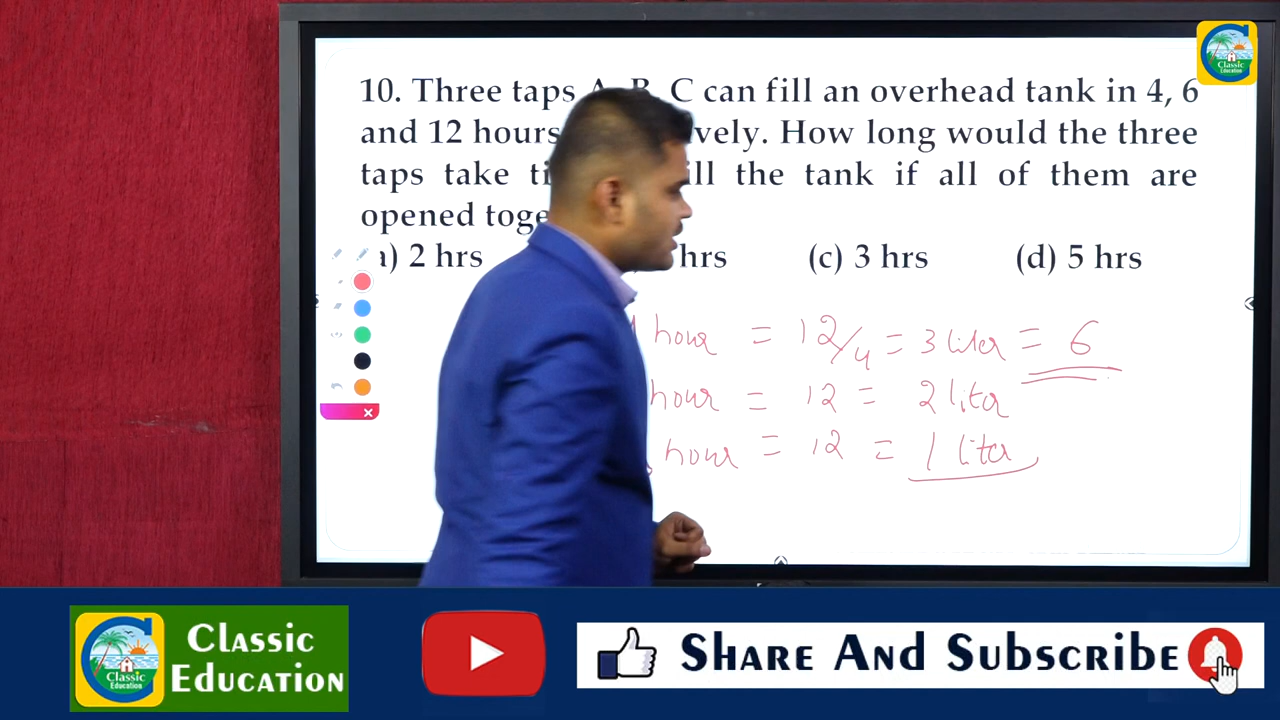 10. Three taps A, B, C can fill an overhead tank in 4, 6
and 12 hours vely. How long would the three
taps take ill the tank if all of them are
opened
a) 2 hrs hrs (c) 3 hrs (d) 5 hrs
hour = 12/4 = 3 liter = 6
hour = 12 = 2 liter
hour = 12 = 1 liter
Classic
Education
Classic
Education
Classic
Education
Share And Subscribe